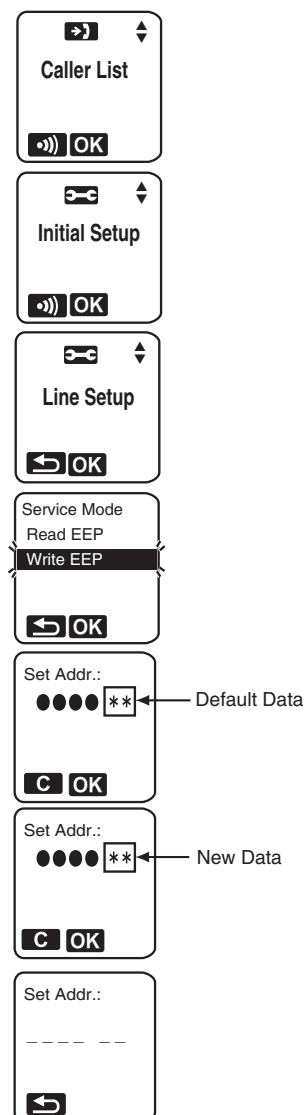 Caller List
OK
Initial Setup
OK
Line Setup
OK
Service Mode
Read EEP
Write EEP
OK
Set Addr.:
●●●● ** Default Data
C OK
Set Addr.:
●●●● ** New Data
C OK
Set Addr.:
_ _ _ _ _ _